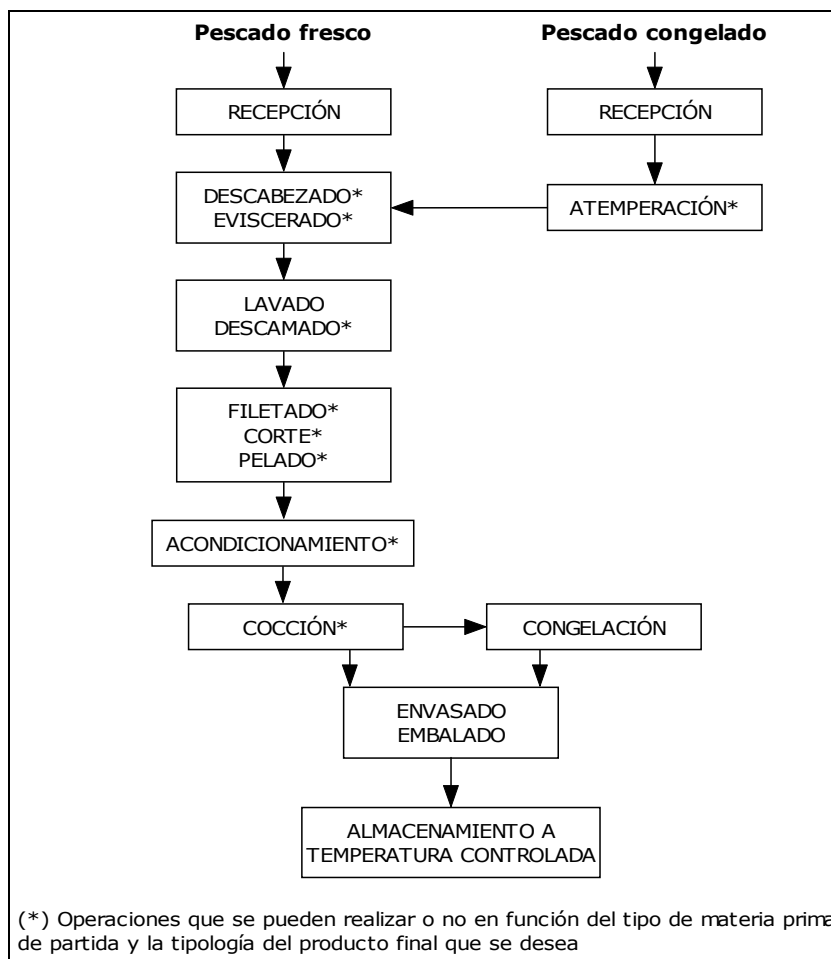 Pescado fresco
Pescado congelado
RECEPCIÓN
RECEPCIÓN
DESCABEZADO*
EVISCERADO*
ATEMPERACIÓN*
LAVADO
DESCAMADO*
FILETADO*
CORTE*
PELADO*
ACONDICIONAMIENTO*
COCCIÓN*
CONGELACIÓN
ENVASADO
EMBALADO
ALMACENAMIENTO A
TEMPERATURA CONTROLADA
(*) Operaciones que se pueden realizar o no en función del tipo de materia prima
de partida y la tipología del producto final que se desea